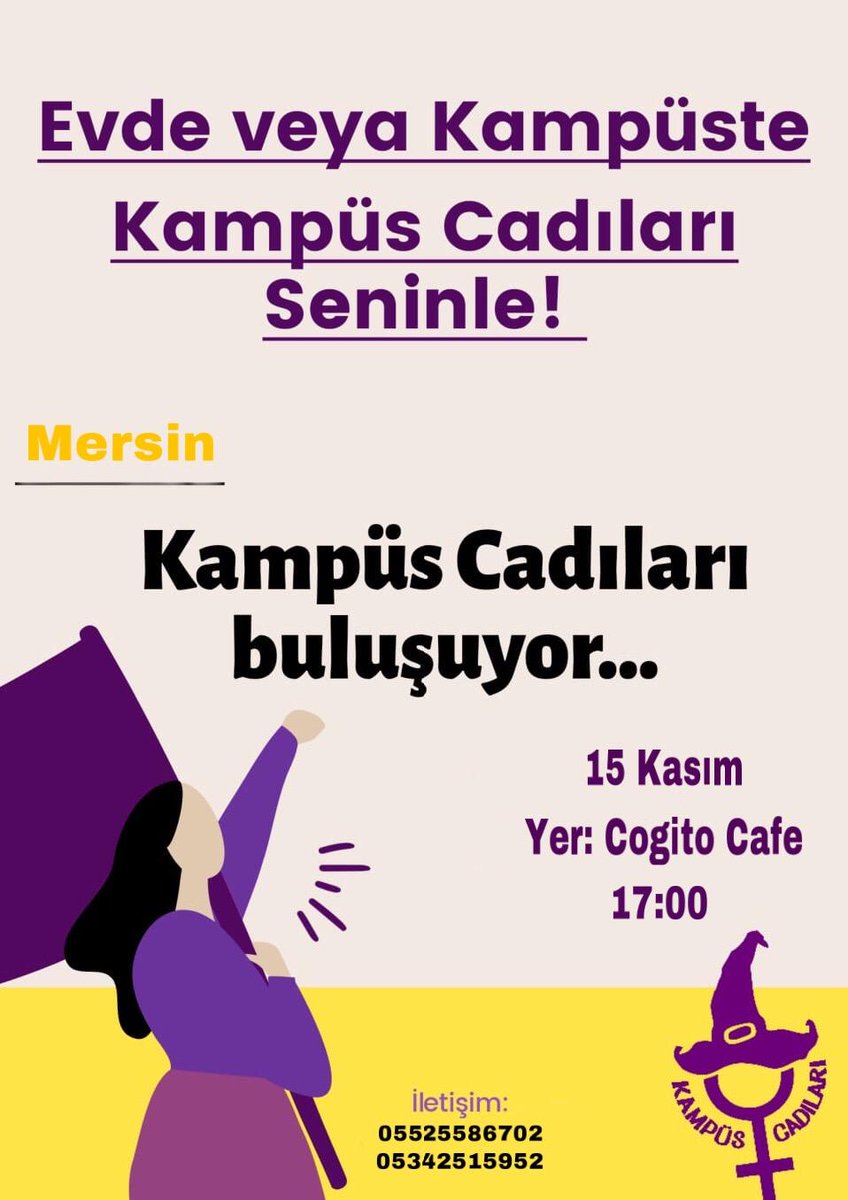 Evde veya Kampüste
Kampüs Cadıları
Seninle!
Mersin
Kampüs Cadıları
buluşuyor...
15 Kasım
Yer: Cogito Cafe
17:00
KAMPÜS CADILARI
İletişim:
05525586702
05342515952